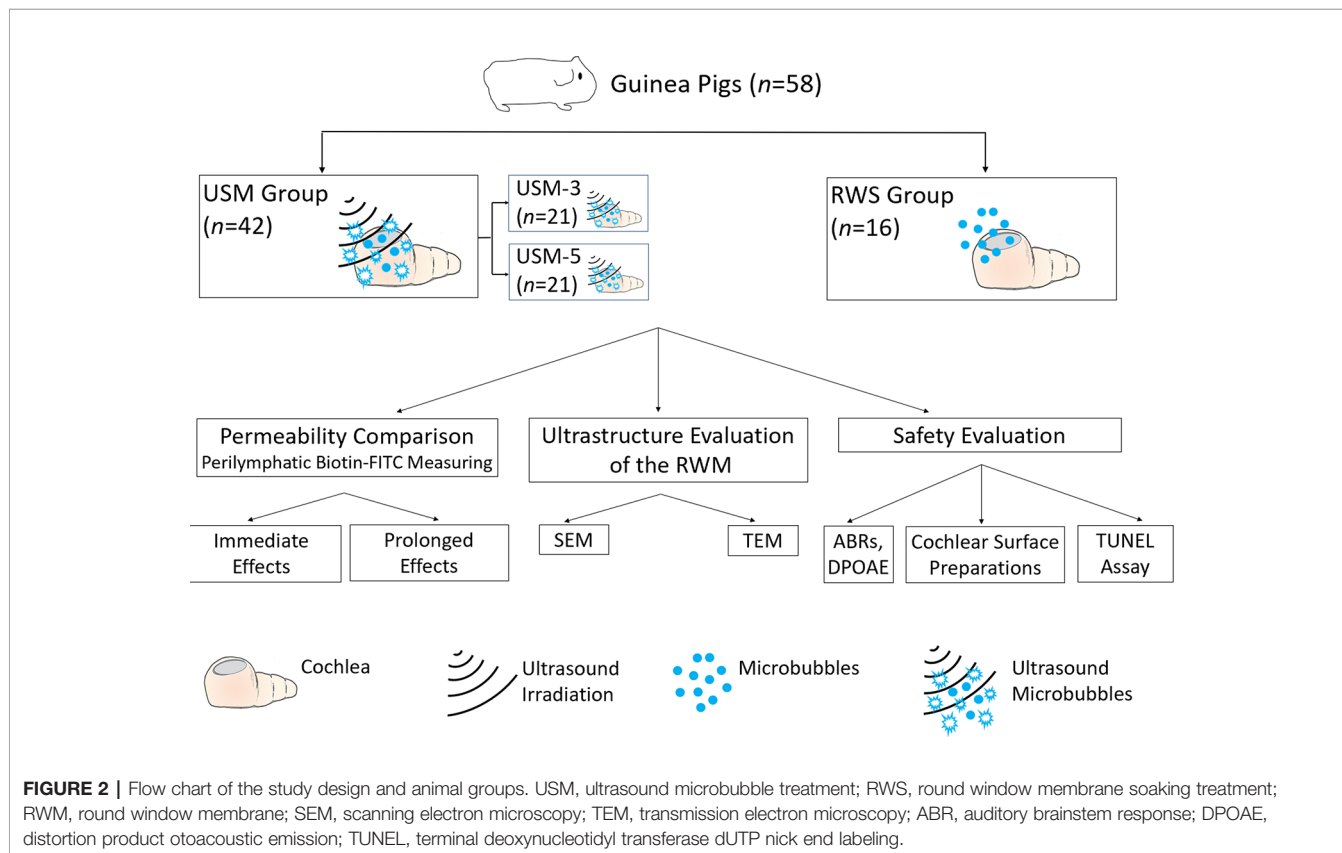 Guinea Pigs (n=58)
USM Group
(n=42)
USM-3
(n=21)
USM-5
(n=21)
RWS Group
(n=16)
Permeability Comparison
Perilymphatic Biotin-FITC Measuring
Ultrastructure Evaluation
of the RWM
Safety Evaluation
Immediate
Effects
Prolonged
Effects
SEM
TEM
ABRs,
DPOAE
Cochlear Surface
Preparations
TUNEL
Assay
Cochlea
Ultrasound
Irradiation
Microbubbles
Ultrasound
Microbubbles
FIGURE 2 | Flow chart of the study design and animal groups. USM, ultrasound microbubble treatment; RWS, round window membrane soaking treatment;
RWM, round window membrane; SEM, scanning electron microscopy; TEM, transmission electron microscopy; ABR, auditory brainstem response; DPOAE,
distortion product otoacoustic emission; TUNEL, terminal deoxynucleotidyl transferase dUTP nick end labeling.